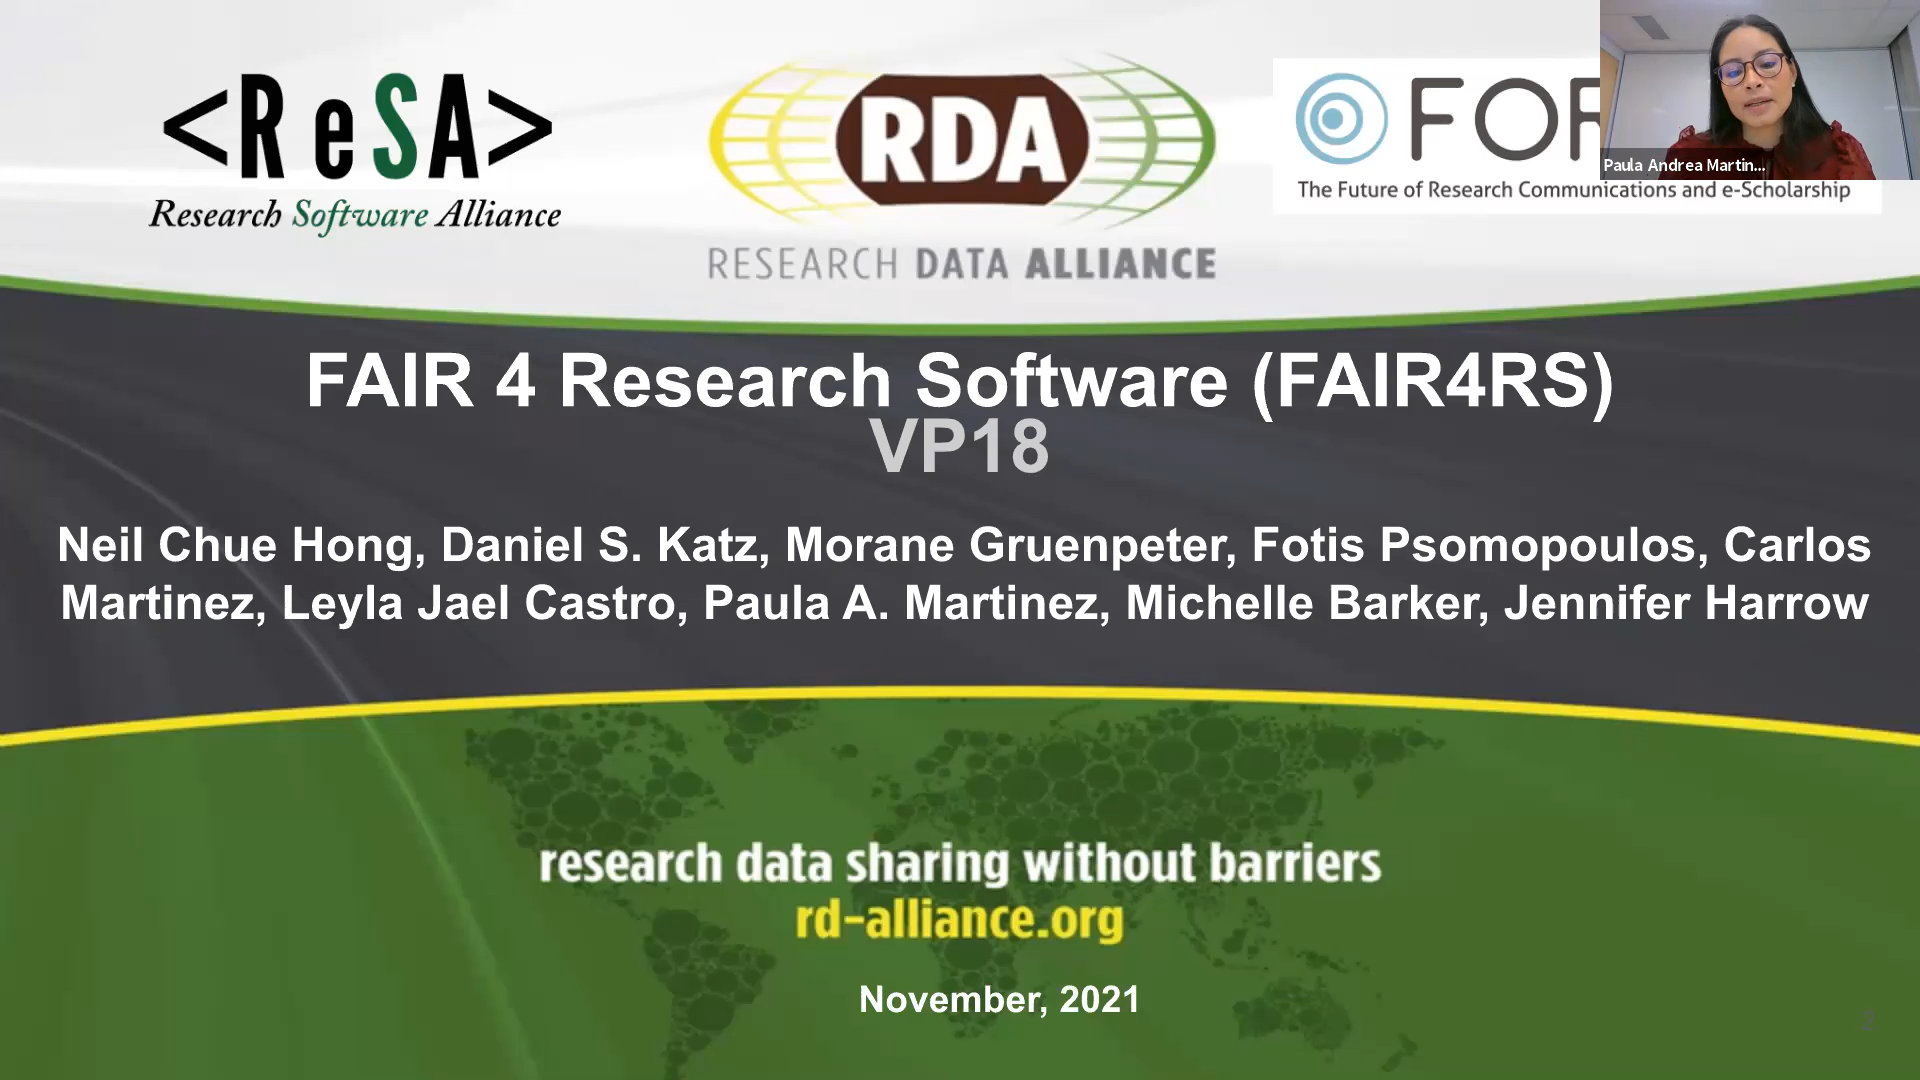 <ReSA>
Research Software Alliance
RDA
RESEARCH DATA ALLIANCE
FOR
The Future of Research Communications and e-Scholarship
Paula Andrea Martin...
FAIR 4 Research Software (FAIR4RS)
VP18
Neil Chue Hong, Daniel S. Katz, Morane Gruenpeter, Fotis Psomopoulos, Carlos
Martinez, Leyla Jael Castro, Paula A. Martinez, Michelle Barker, Jennifer Harrow
research data sharing without barriers
rd-alliance.org
November, 2021
2